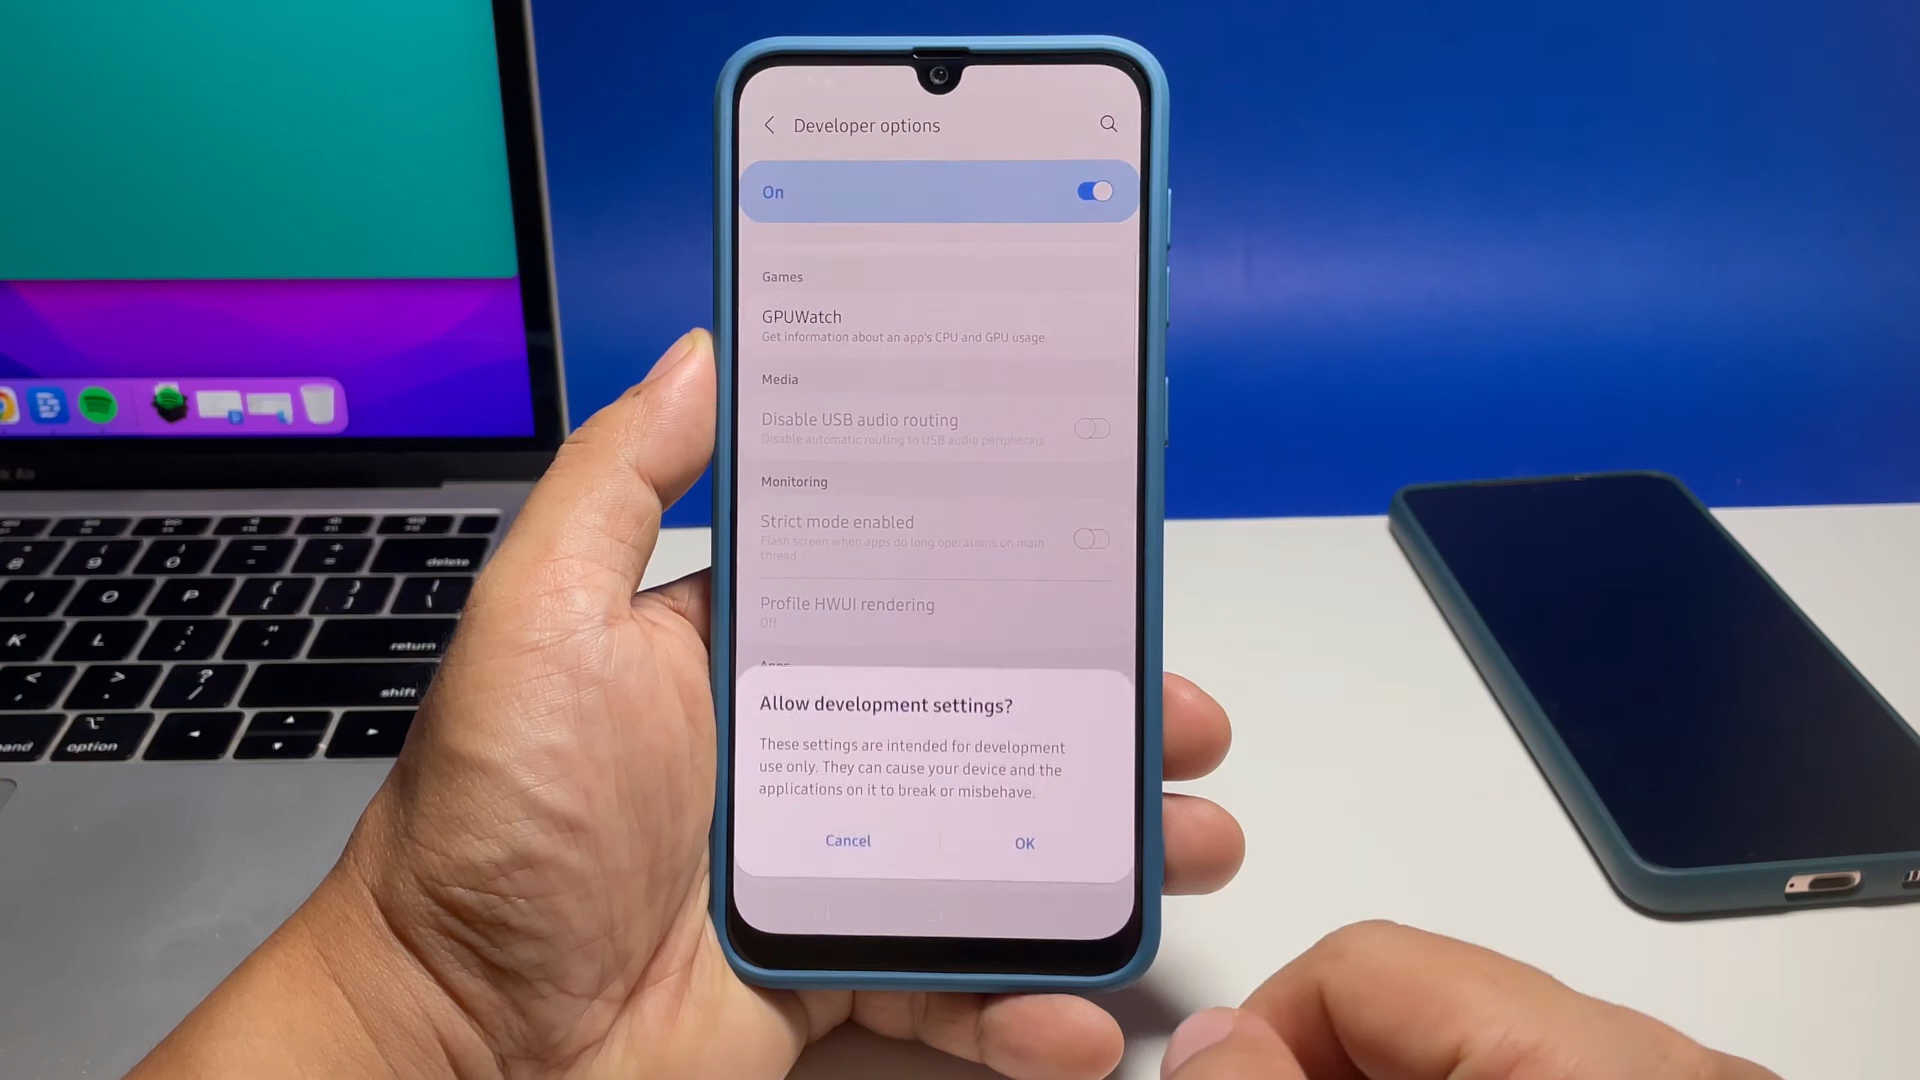 Developer options
On
Games
GPUWatch
Get information about an app's CPU and GPU usage
Media
Disable USB audio routing
Disable automatic routing to USB audio peripherals
Monitoring
Strict mode enabled
Flash screen when apps do long operations on main
thread
Profile HWUI rendering
Off
Apps
Allow development settings?
These settings are intended for development
use only. They can cause your device and the
applications on it to break or misbehave.
Cancel
OK
delete
O
P
return
K
L
shift
option